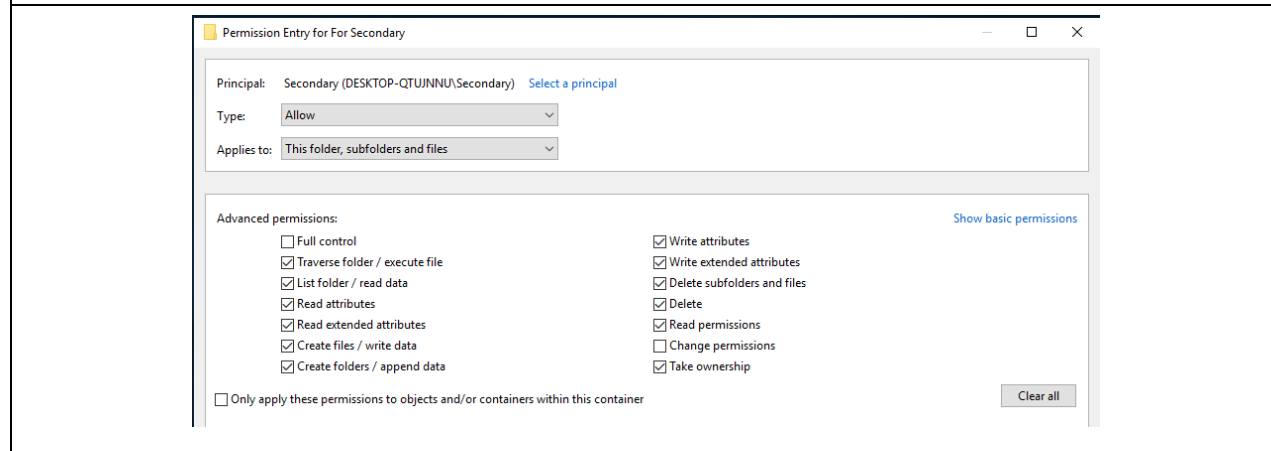 Permission Entry for For Secondary
Principal: Secondary (DESKTOP-QTUJNNU\Secondary) Select a principal
Type: Allow
Applies to: This folder, subfolders and files
Advanced permissions: Show basic permissions
Full control Write attributes
Traverse folder / execute file Write extended attributes
List folder / read data Delete subfolders and files
Read attributes Delete
Read extended attributes Read permissions
Create files / write data Change permissions
Create folders / append data Take ownership
Only apply these permissions to objects and/or containers within this container Clear all